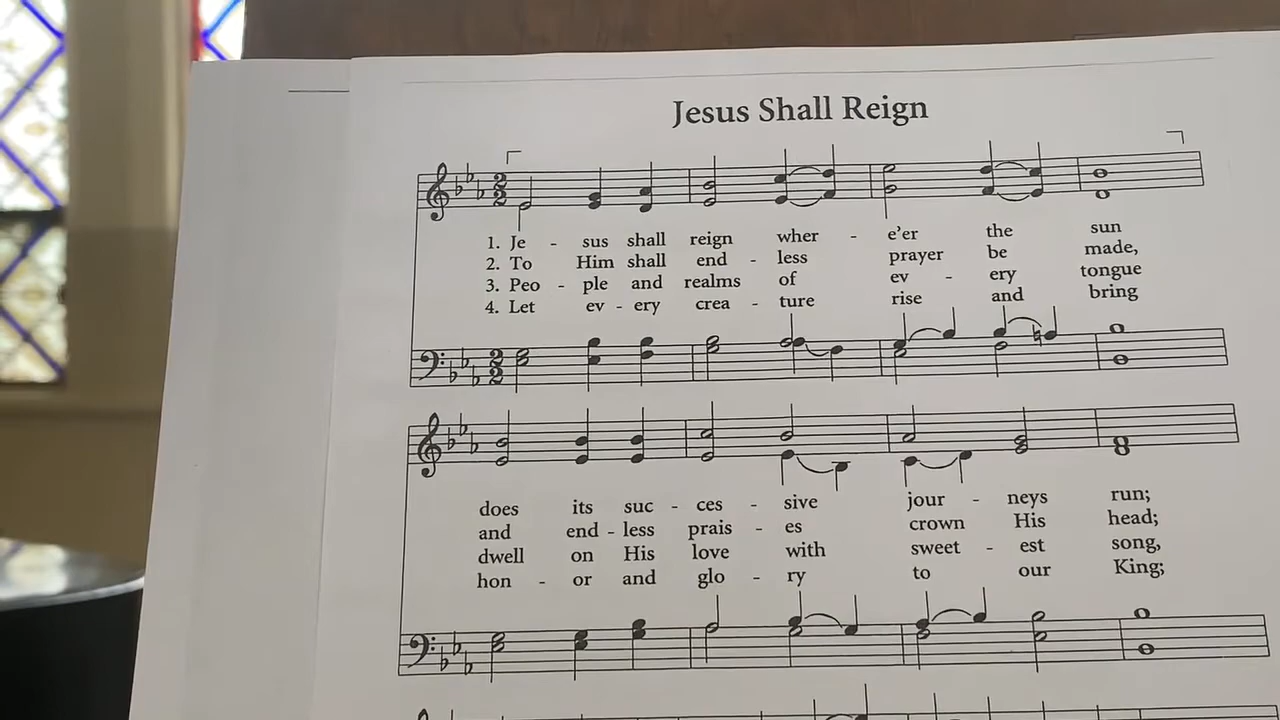 Jesus Shall Reign
1. Je - sus shall reign wher - e'er the sun
2. To Him shall end - less prayer be made,
3. Peo - ple and realms of ev - ery tongue
4. Let ev - ery crea - ture rise and bring
does its suc - ces - sive jour - neys run;
and end - less prais - es crown His head;
dwell on His love with sweet - est song,
hon - or and glo - ry to our King;